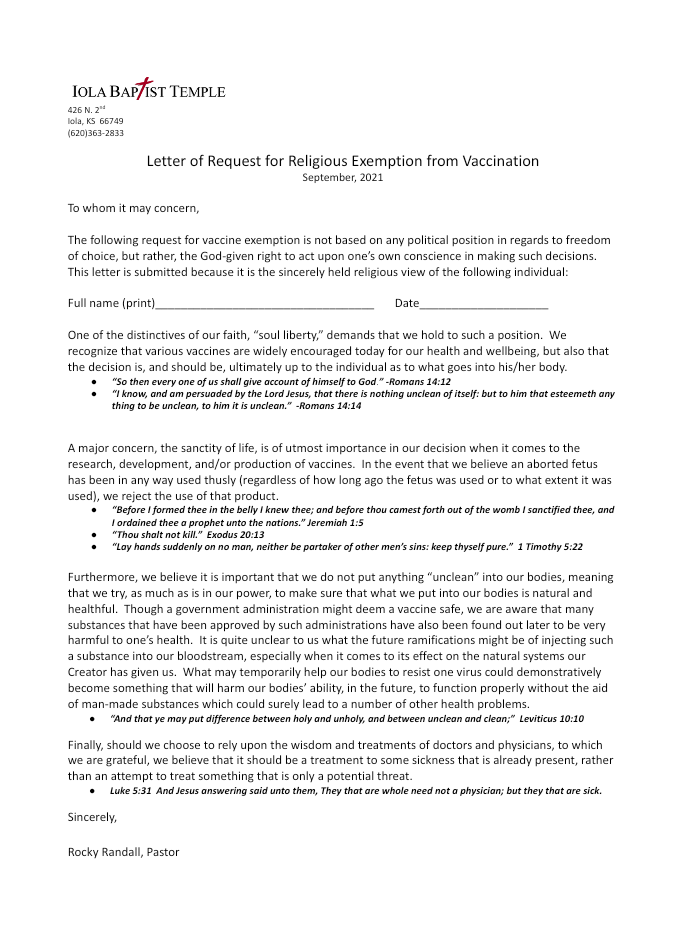 IOLA BAPTIST TEMPLE
426 N. 2nd
Iola, KS  66749
(620)363-2833
Letter of Request for Religious Exemption from Vaccination
September, 2021
To whom it may concern,
The following request for vaccine exemption is not based on any political position in regards to freedom
of choice, but rather, the God-given right to act upon one’s own conscience in making such decisions.
This letter is submitted because it is the sincerely held religious view of the following individual:
Full name (print)__________________________________ Date____________________
One of the distinctives of our faith, “soul liberty,” demands that we hold to such a position.  We
recognize that various vaccines are widely encouraged today for our health and wellbeing, but also that
the decision is, and should be, ultimately up to the individual as to what goes into his/her body.
● “So then every one of us shall give account of himself to God.” -Romans 14:12
● “I know, and am persuaded by the Lord Jesus, that there is nothing unclean of itself: but to him that esteemeth any
thing to be unclean, to him it is unclean.”  -Romans 14:14
A major concern, the sanctity of life, is of utmost importance in our decision when it comes to the
research, development, and/or production of vaccines.  In the event that we believe an aborted fetus
has been in any way used thusly (regardless of how long ago the fetus was used or to what extent it was
used), we reject the use of that product.
● “Before I formed thee in the belly I knew thee; and before thou camest forth out of the womb I sanctified thee, and
I ordained thee a prophet unto the nations.” Jeremiah 1:5
● “Thou shalt not kill.”  Exodus 20:13
● “Lay hands suddenly on no man, neither be partaker of other men’s sins: keep thyself pure.”  1 Timothy 5:22
Furthermore, we believe it is important that we do not put anything “unclean” into our bodies, meaning
that we try, as much as is in our power, to make sure that what we put into our bodies is natural and
healthful.  Though a government administration might deem a vaccine safe, we are aware that many
substances that have been approved by such administrations have also been found out later to be very
harmful to one’s health.  It is quite unclear to us what the future ramifications might be of injecting such
a substance into our bloodstream, especially when it comes to its effect on the natural systems our
Creator has given us.  What may temporarily help our bodies to resist one virus could demonstratively
become something that will harm our bodies’ ability, in the future, to function properly without the aid
of man-made substances which could surely lead to a number of other health problems.
● “And that ye may put difference between holy and unholy, and between unclean and clean;”  Leviticus 10:10
Finally, should we choose to rely upon the wisdom and treatments of doctors and physicians, to which
we are grateful, we believe that it should be a treatment to some sickness that is already present, rather
than an attempt to treat something that is only a potential threat.
● Luke 5:31  And Jesus answering said unto them, They that are whole need not a physician; but they that are sick.
Sincerely,
Rocky Randall, Pastor